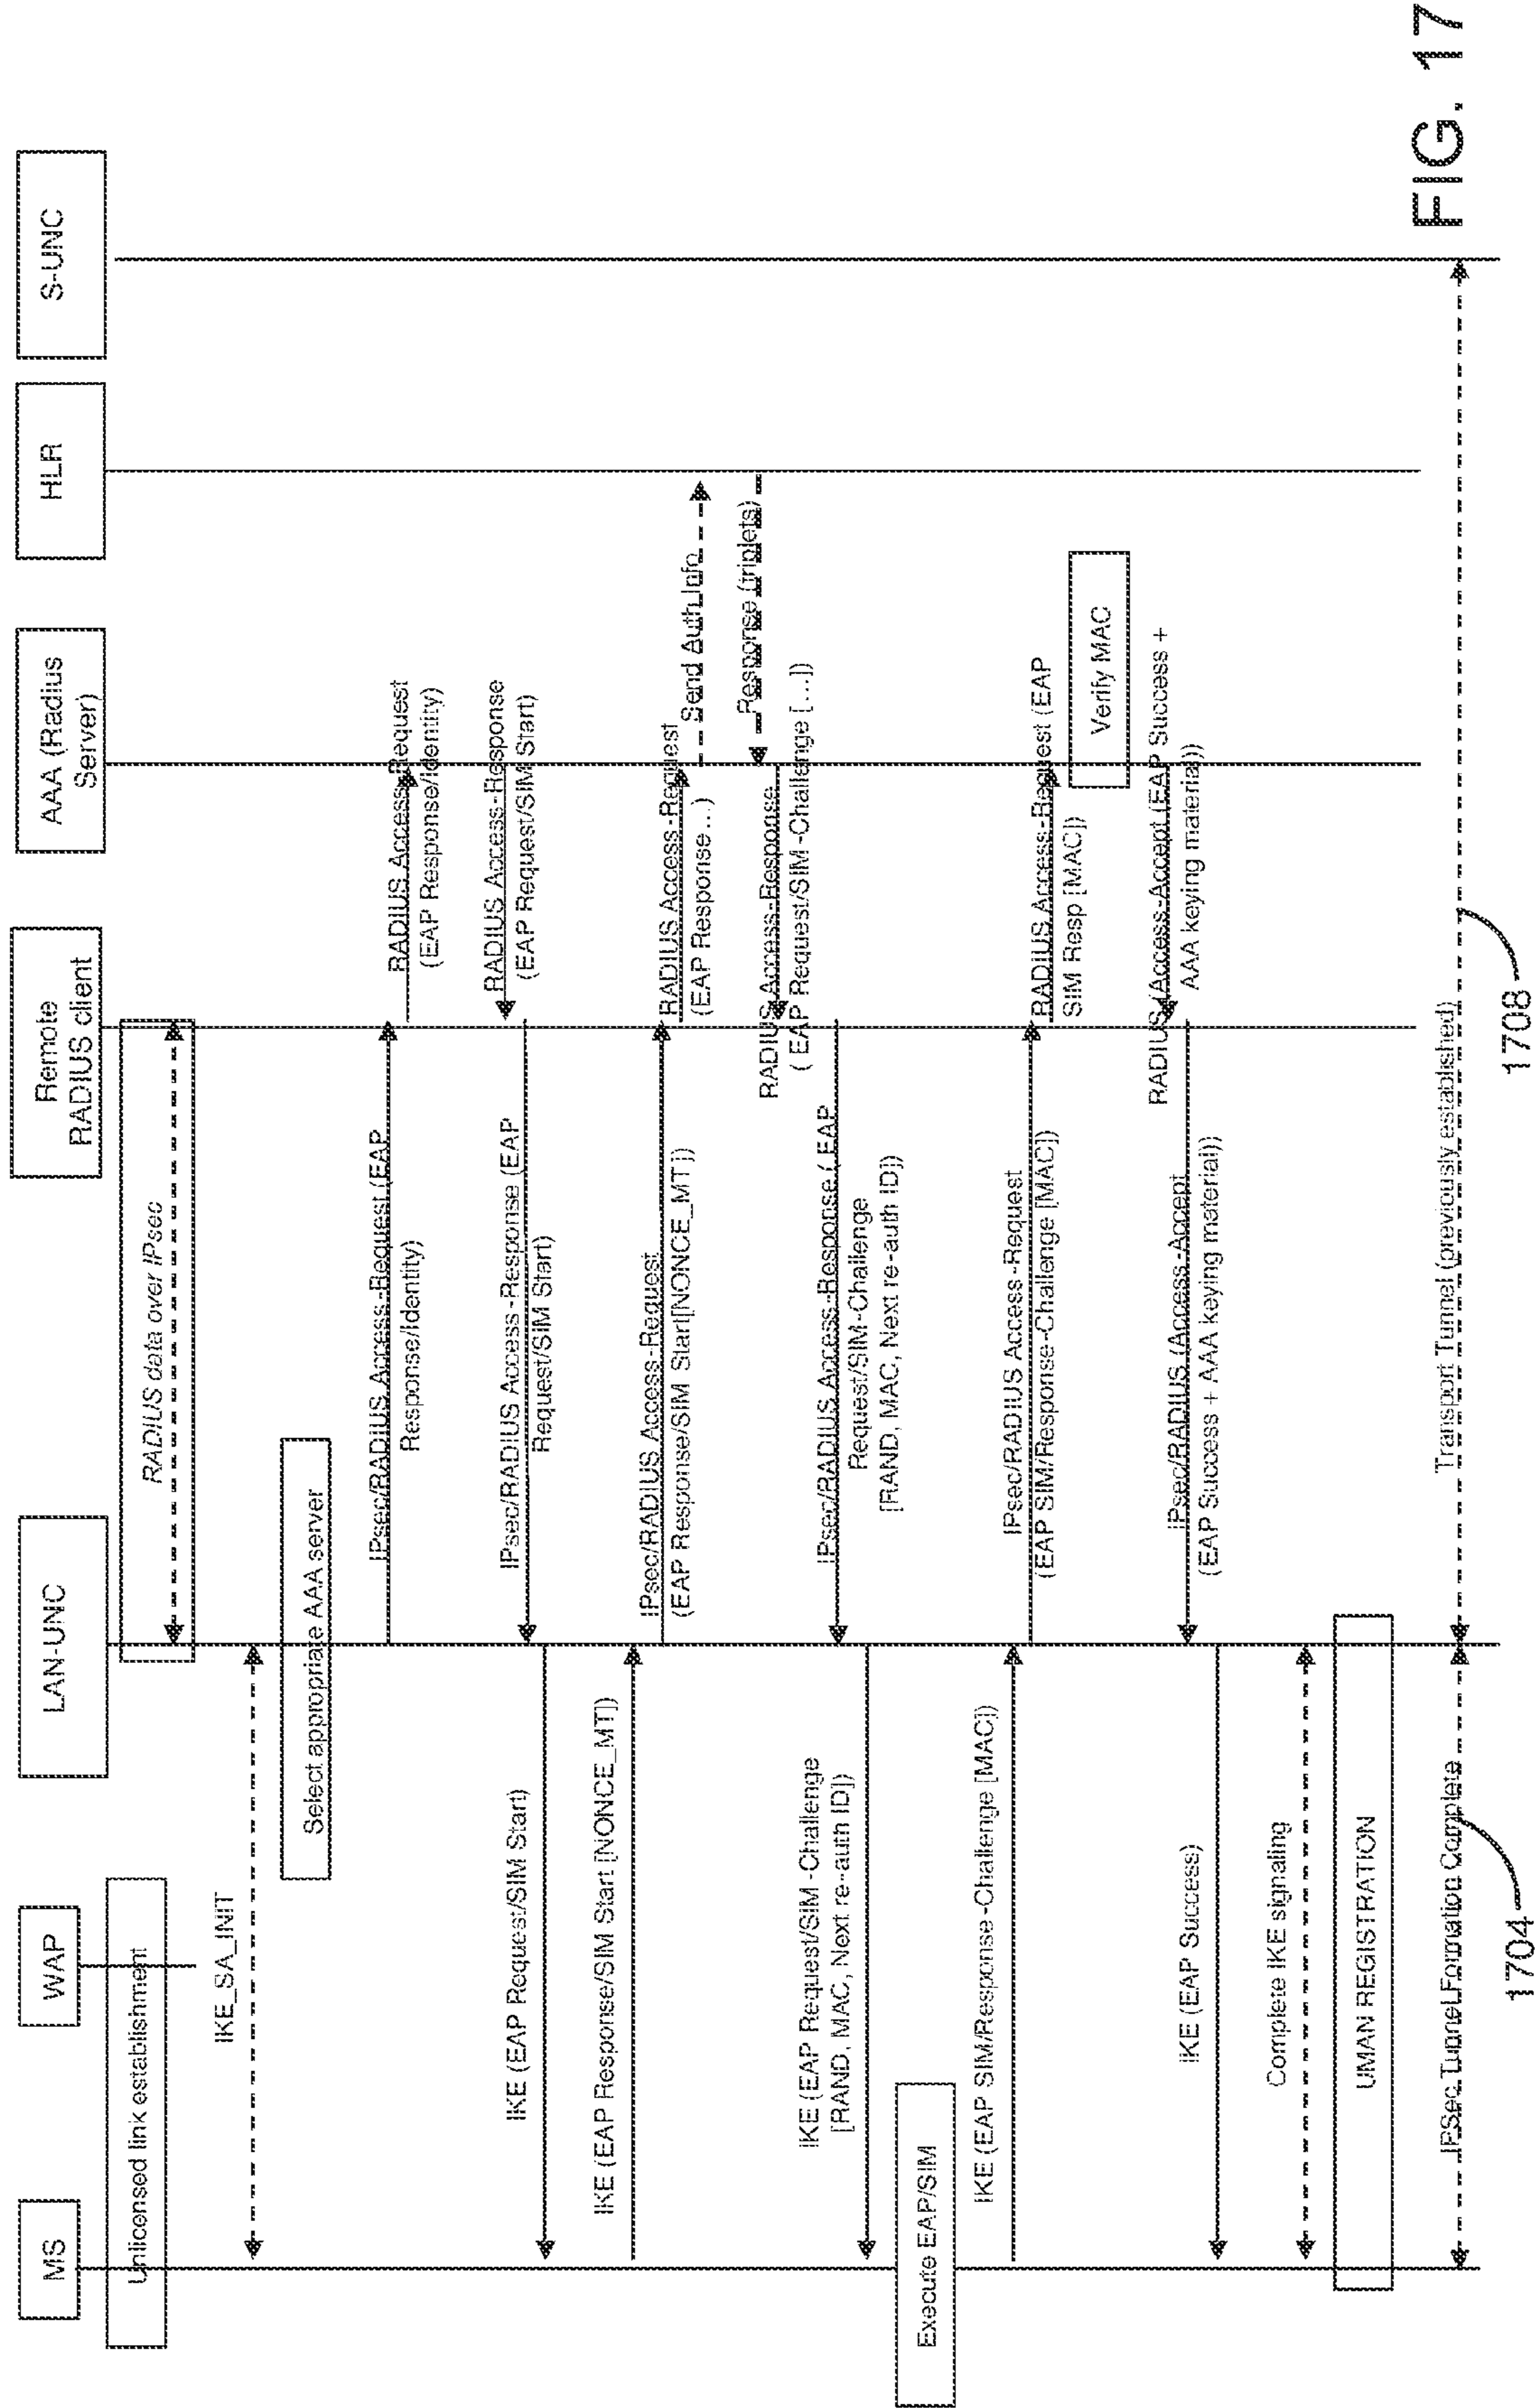 MS
WAP
LAN-UNC
Remote
RADIUS client
AAA (Radius
Server)
HLR
S-UNC
Unlicensed link establishment
RADIUS data over IPsec
IKE_SA_INIT
Select appropriate AAA server
IPsec/RADIUS Access-Request (EAP
Response/Identity)
RADIUS Access-Request
(EAP Response/Identity)
RADIUS Access-Response
(EAP Request/SIM Start)
IPsec/RADIUS Access-Response (EAP
Request/SIM Start)
IKE (EAP Request/SIM Start)
IKE (EAP Response/SIM Start [NONCE_MT])
IPsec/RADIUS Access-Request
(EAP Response/SIM Start[NONCE_MT])
RADIUS Access-Request
(EAP Response...)
Send Auth Info
Response (triplets)
RADIUS Access-Response
( EAP Request/SIM-Challenge [...])
IPsec/RADIUS Access-Response ( EAP
Request/SIM-Challenge
[RAND, MAC, Next re-auth ID])
IKE (EAP Request/SIM-Challenge
[RAND, MAC, Next re-auth ID])
Execute EAP/SIM
IKE (EAP SIM/Response-Challenge [MAC])
IPsec/RADIUS Access-Request
(EAP SIM/Response-Challenge [MAC])
RADIUS Access-Request (EAP
SIM Resp [MAC])
Verify MAC
RADIUS (Access-Accept (EAP Success +
AAA keying material))
IPsec/RADIUS (Access-Accept
(EAP Success + AAA keying material))
IKE (EAP Success)
Complete IKE signaling
UMAN REGISTRATION
IPSec Tunnel Formation Complete
Transport Tunnel (previously established)
1704
1708
FIG. 17